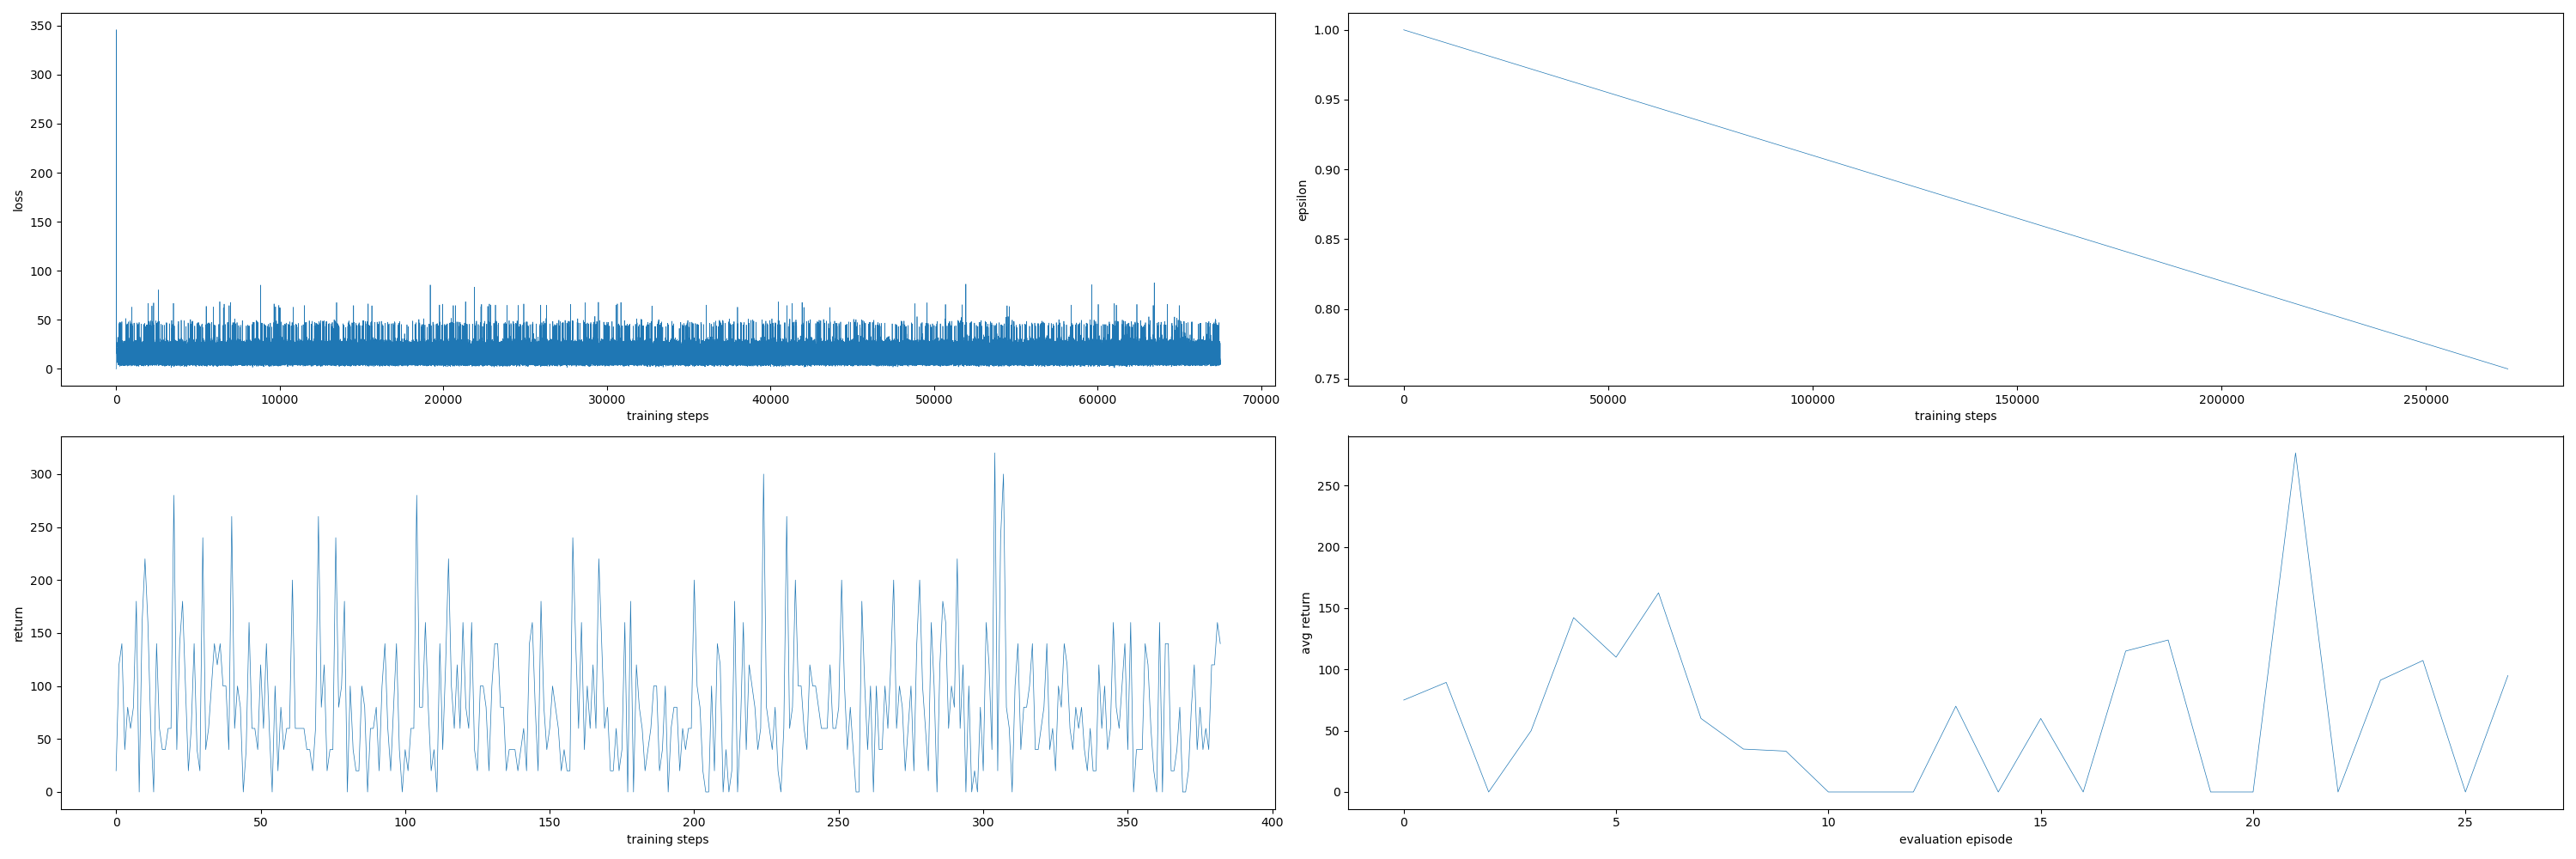 350
300
250
200
150
100
50
0
loss
0 10000 20000 30000 40000 50000 60000 70000
training steps
1.00
0.95
0.90
0.85
0.80
0.75
epsilon
0 50000 100000 150000 200000 250000
training steps
300
250
200
150
100
50
0
return
0 50 100 150 200 250 300 350 400
training steps
250
200
150
100
50
0
avg return
0 5 10 15 20 25
evaluation episode